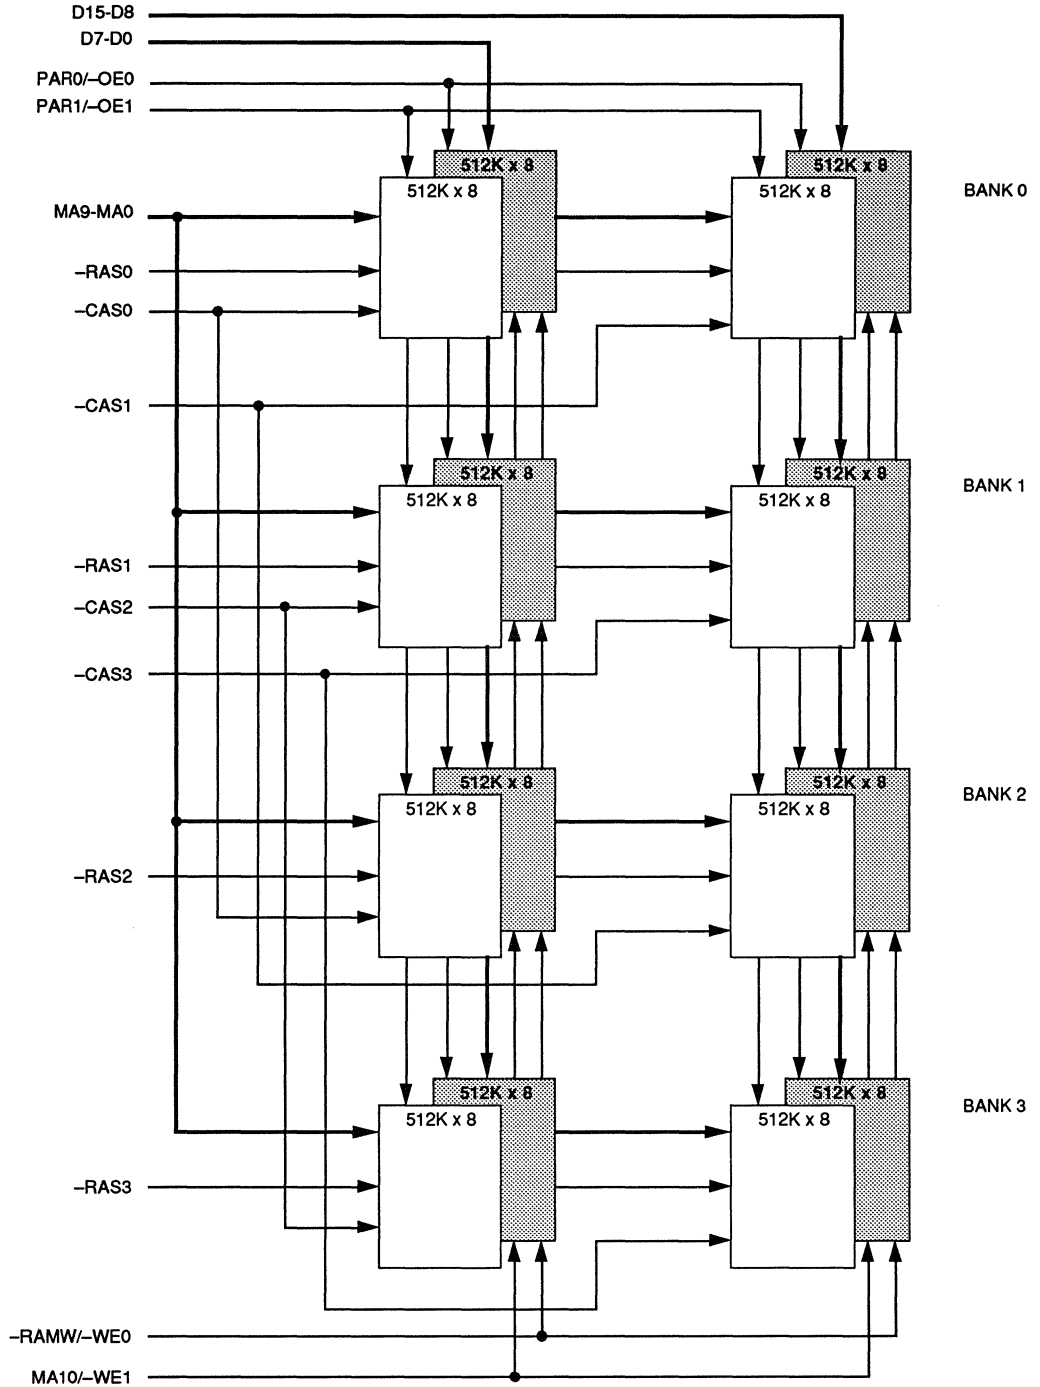 D15-D8
D7-D0
PAR0/–OE0
PAR1/–OE1
512K x 8
512K x 8
512K x 8
512K x 8
BANK 0
MA9-MA0
–RAS0
–CAS0
–CAS1
512K x 8
512K x 8
512K x 8
512K x 8
BANK 1
–RAS1
–CAS2
–CAS3
512K x 8
512K x 8
512K x 8
512K x 8
BANK 2
–RAS2
512K x 8
512K x 8
512K x 8
512K x 8
BANK 3
–RAS3
–RAMW/–WE0
MA10/–WE1